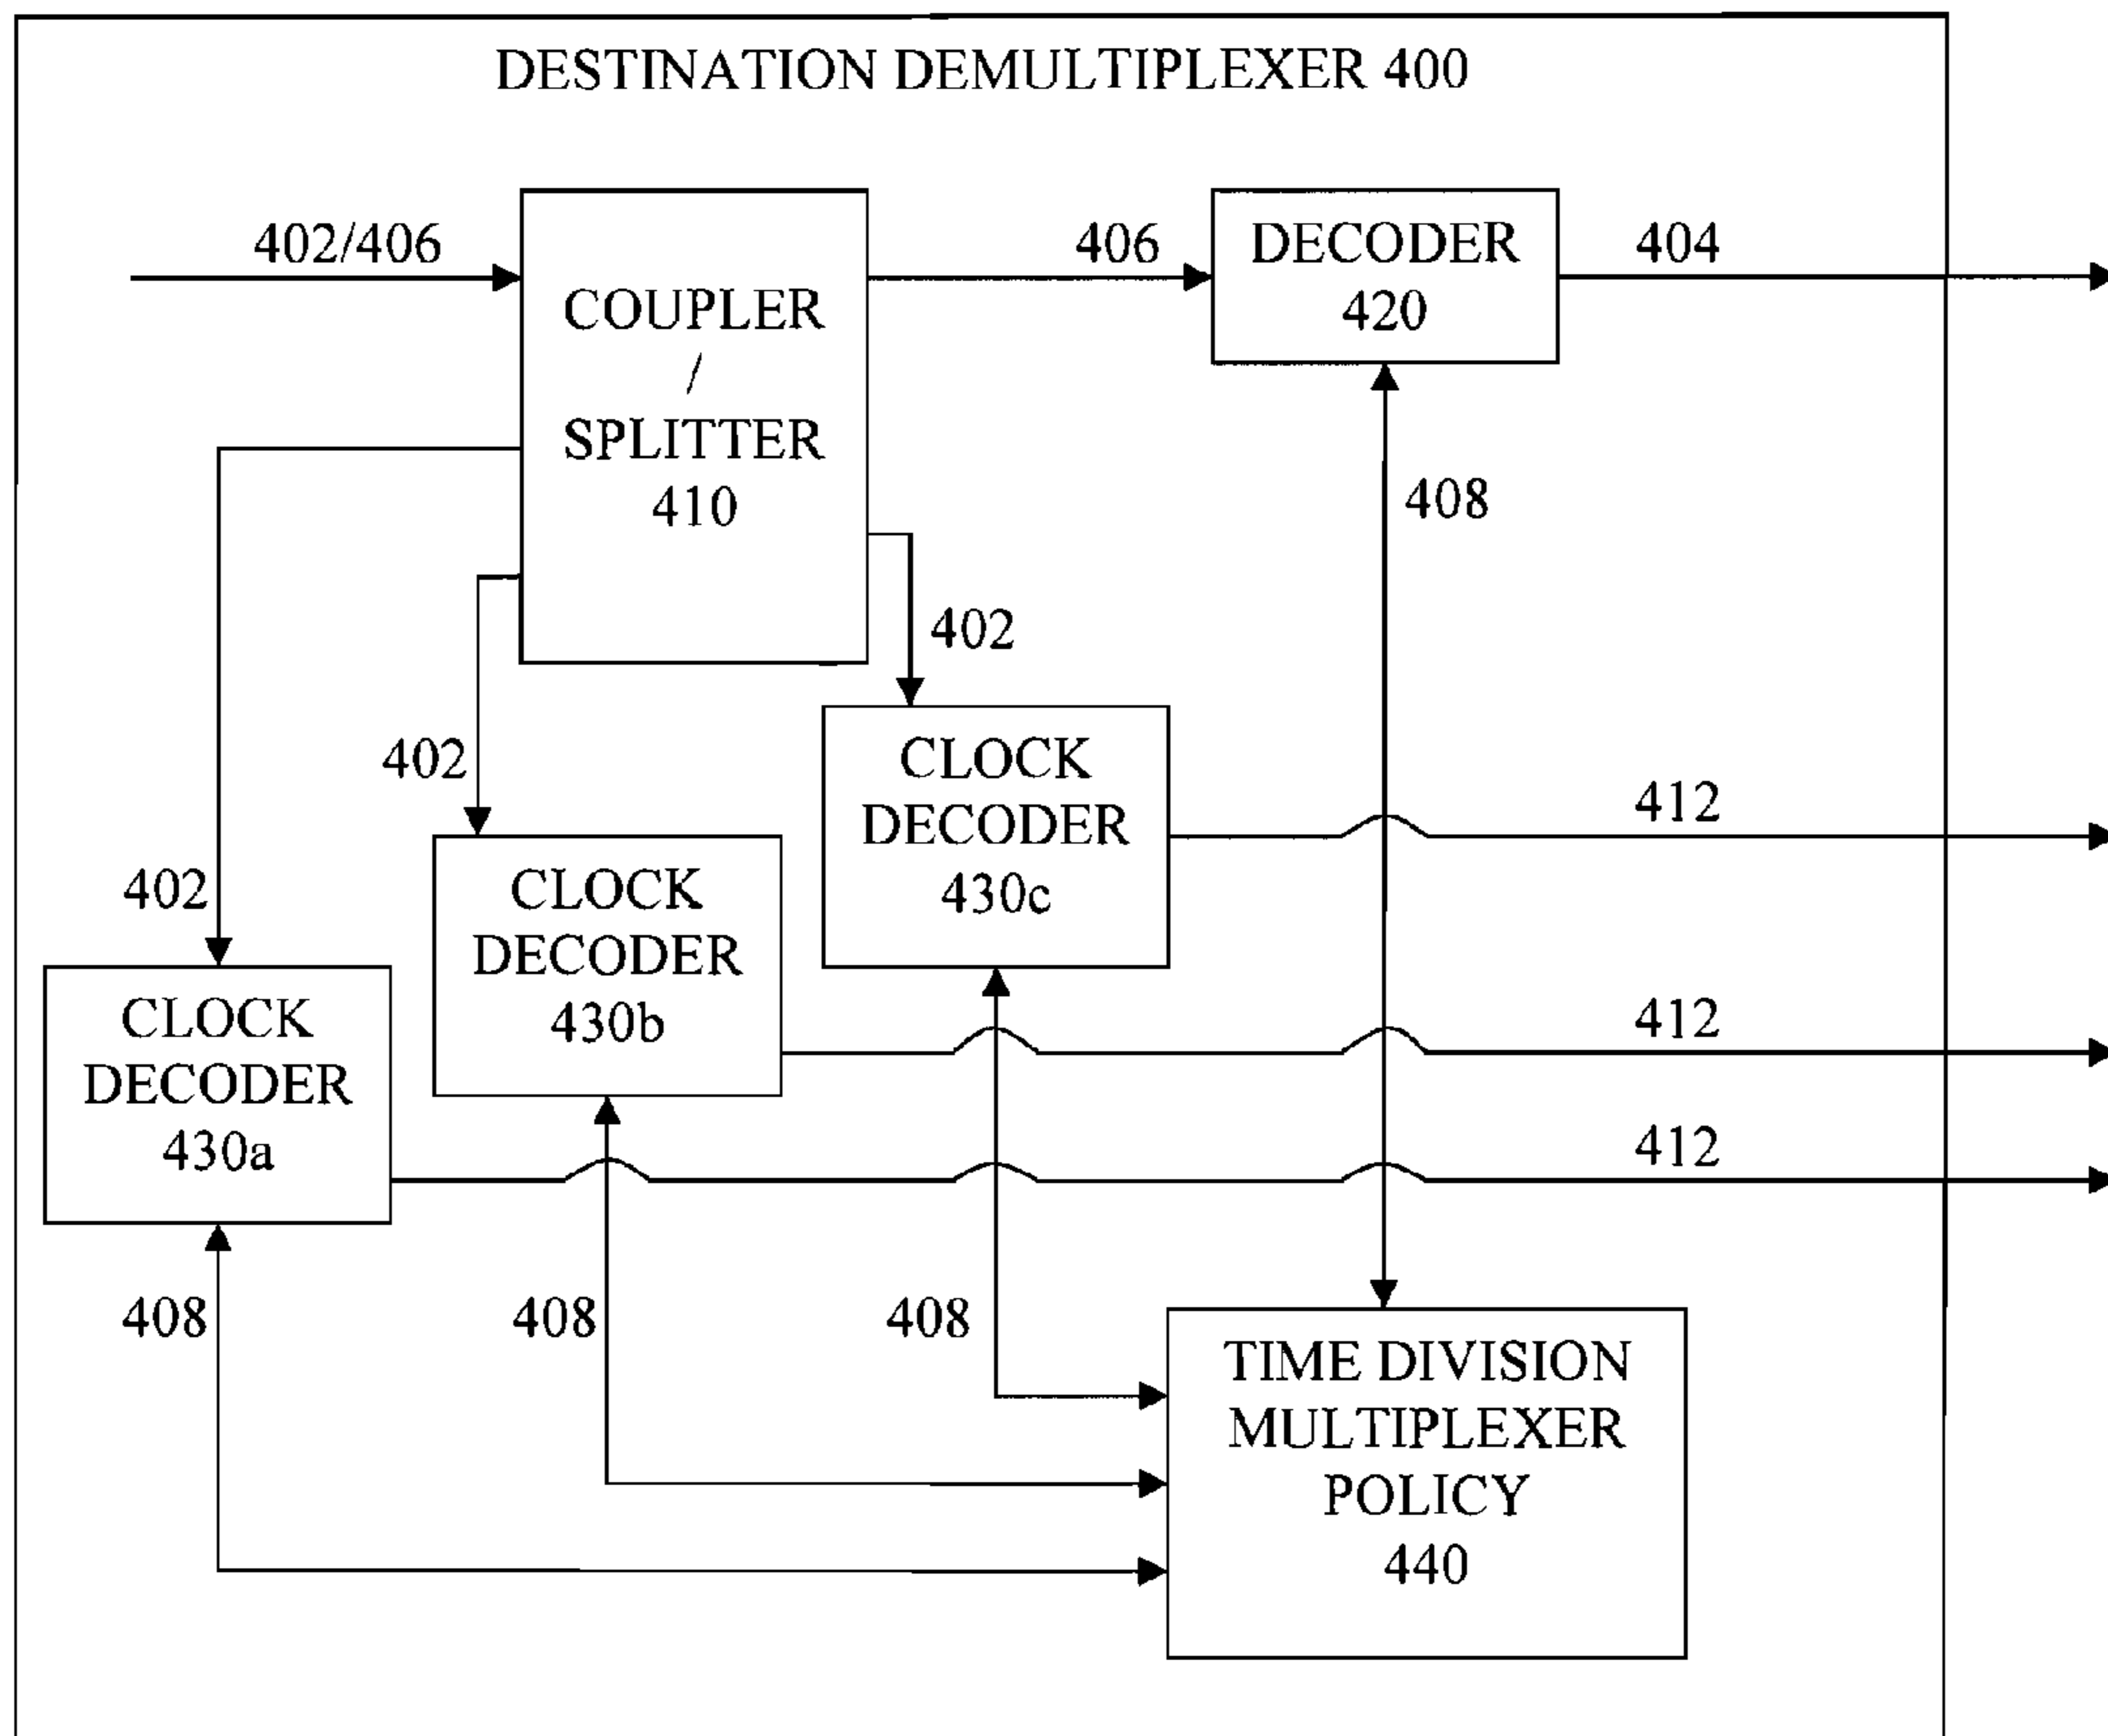 DESTINATION DEMULTIPLEXER 400
402/406
COUPLER
/
SPLITTER
410
406
DECODER
420
404
408
402
402
402
CLOCK
DECODER
430c
412
CLOCK
DECODER
430b
412
CLOCK
DECODER
430a
412
408
408
408
TIME DIVISION
MULTIPLEXER
POLICY
440